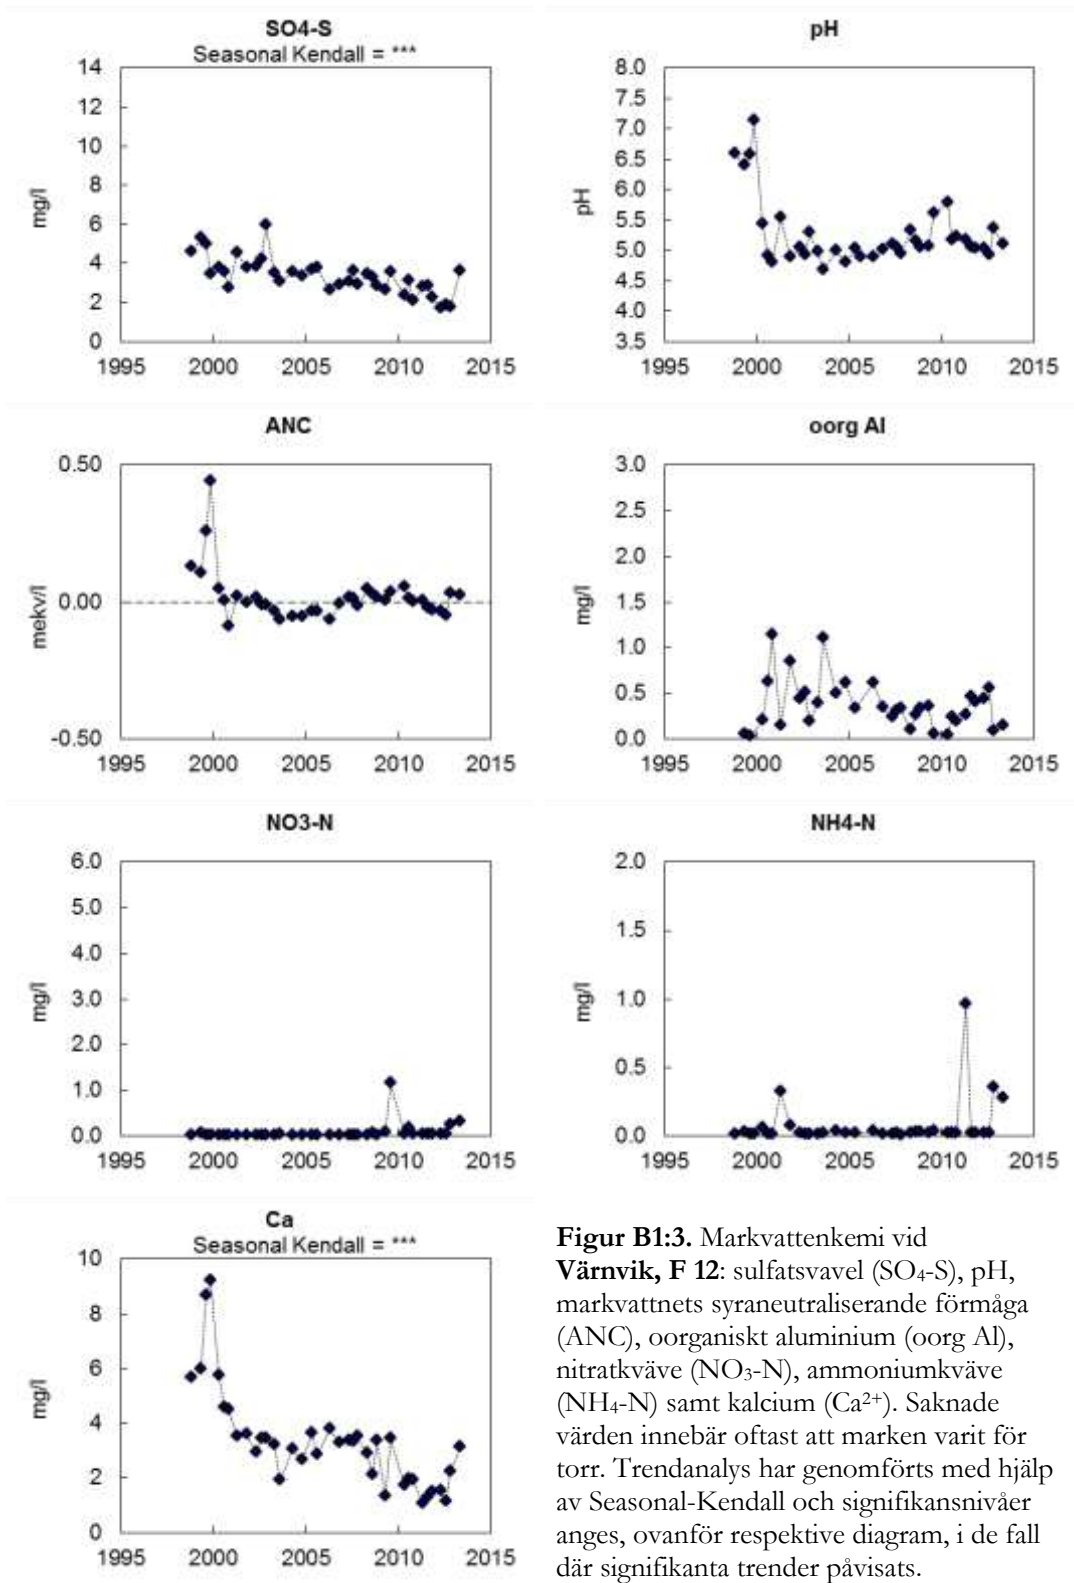 SO4-S
Seasonal Kendall = ***
14
12
10
8
6
4
2
0
mg/l
1995 2000 2005 2010 2015
pH
8.0
7.5
7.0
6.5
6.0
5.5
5.0
4.5
4.0
3.5
pH
1995 2000 2005 2010 2015
ANC
0.50
0.00
-0.50
mekv/l
1995 2000 2005 2010 2015
oorg Al
3.0
2.5
2.0
1.5
1.0
0.5
0.0
mg/l
1995 2000 2005 2010 2015
NO3-N
6.0
5.0
4.0
3.0
2.0
1.0
0.0
mg/l
1995 2000 2005 2010 2015
NH4-N
2.0
1.5
1.0
0.5
0.0
mg/l
1995 2000 2005 2010 2015
Ca
Seasonal Kendall = ***
10
8
6
4
2
0
mg/l
1995 2000 2005 2010 2015
Figur B1:3. Markvattenkemi vid
Värnvik, F 12: sulfatsvavel (SO₄-S), pH,
markvattnets syraneutraliserande förmåga
(ANC), oorganiskt aluminium (oorg Al),
nitratkväve (NO₃-N), ammoniumkväve
(NH₄-N) samt kalcium (Ca²⁺). Saknade
värden innebär oftast att marken varit för
torr. Trendanalys har genomförts med hjälp
av Seasonal-Kendall och signifikansnivåer
anges, ovanför respektive diagram, i de fall
där signifikanta trender påvisats.